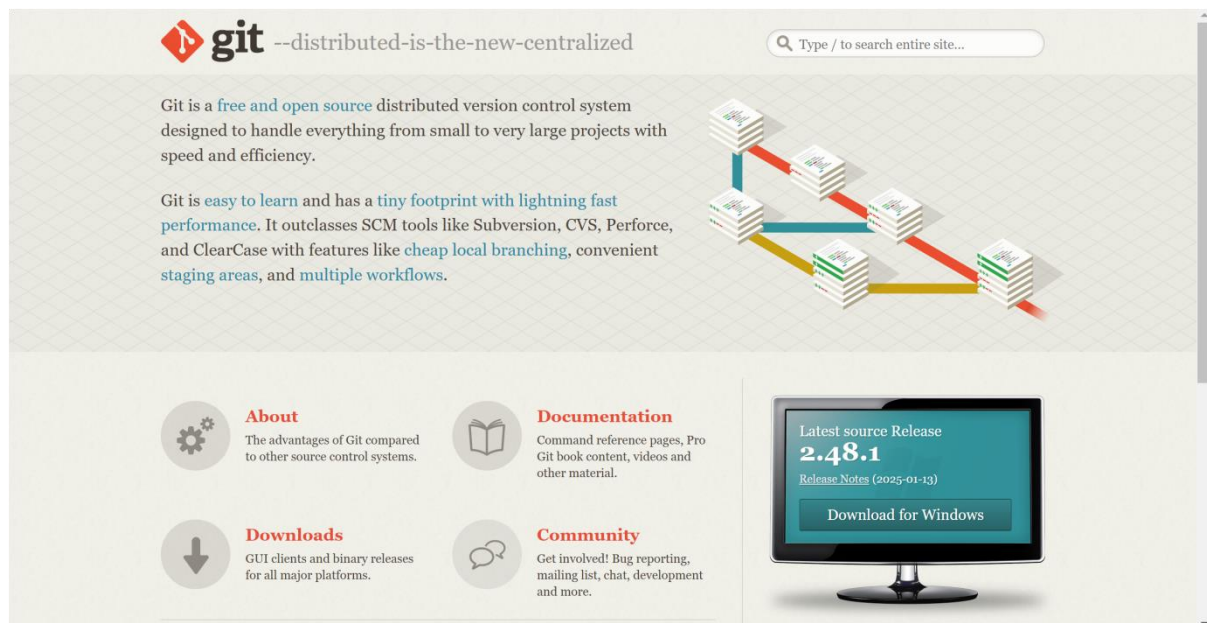 git --distributed-is-the-new-centralized
Type / to search entire site...
Git is a free and open source distributed version control system
designed to handle everything from small to very large projects with
speed and efficiency.
Git is easy to learn and has a tiny footprint with lightning fast
performance. It outclasses SCM tools like Subversion, CVS, Perforce,
and ClearCase with features like cheap local branching, convenient
staging areas, and multiple workflows.
About
The advantages of Git compared
to other source control systems.
Documentation
Command reference pages, Pro
Git book content, videos and
other material.
Downloads
GUI clients and binary releases
for all major platforms.
Community
Get involved! Bug reporting,
mailing list, chat, development
and more.
Latest source Release
2.48.1
Release Notes (2025-01-13)
Download for Windows